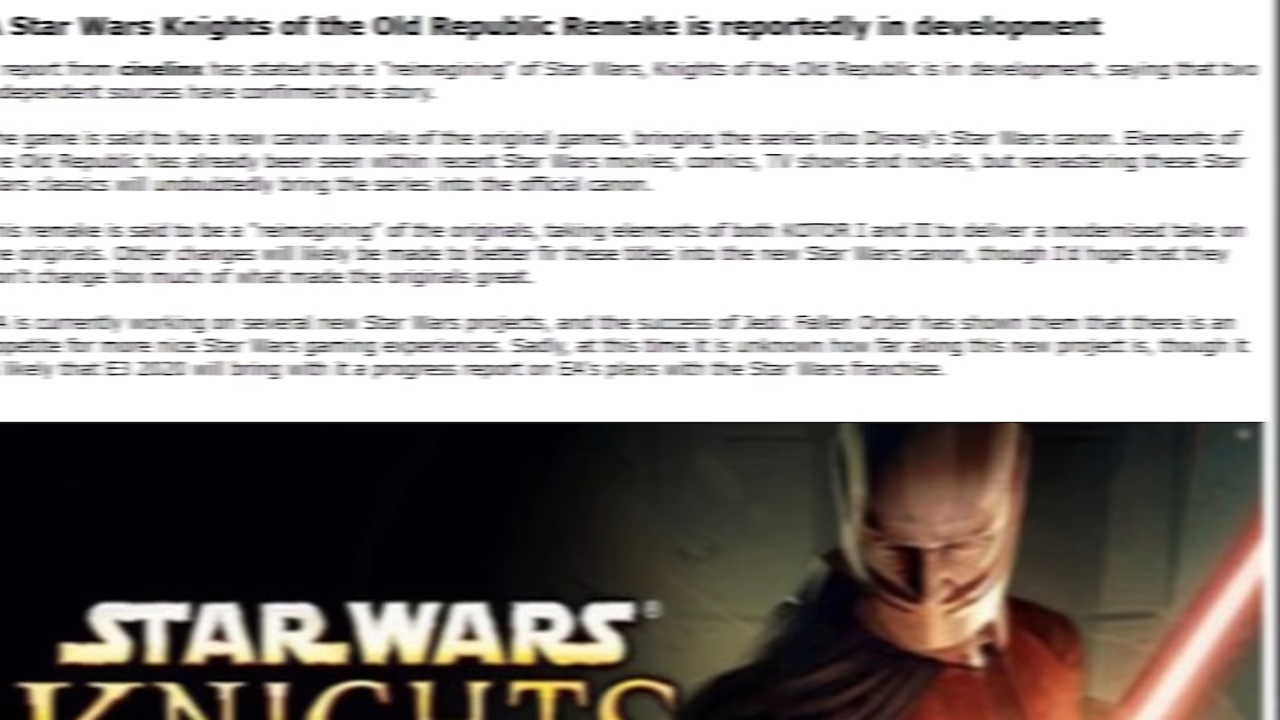 A Star Wars Knights of the Old Republic Remake is reportedly in development
report from cinelinx has stated that a "reimagining" of Star Wars, Knights of the Old Republic is in development, saying that two
dependent sources have confirmed the story.
he game is said to be a new canon remake of the original games, bringing the series into Disney's Star Wars canon. Elements of
e Old Republic has already been seen within recent Star Wars movies, comics, TV shows and novels, but remastering these Star
ars classics will undoubtedly bring the series into the official canon.
his remake is said to be a "reimagining" of the originals, taking elements of both KOTOR I and II to deliver a modernised take on
e originals. Other changes will likely be made to better fit these titles into the new Star Wars canon, though I'd hope that they
on't change too much of what made the originals great.
A is currently working on several new Star Wars projects, and the success of Jedi: Fallen Order has shown them that there is an
ppetite for more nice Star Wars gaming experiences. Sadly, at this time it is unknown how far along this new project is, though it
likely that E3 2020 will bring with it a progress report on EA's plans with the Star Wars franchise.
STAR WARS®
KNIGHTS